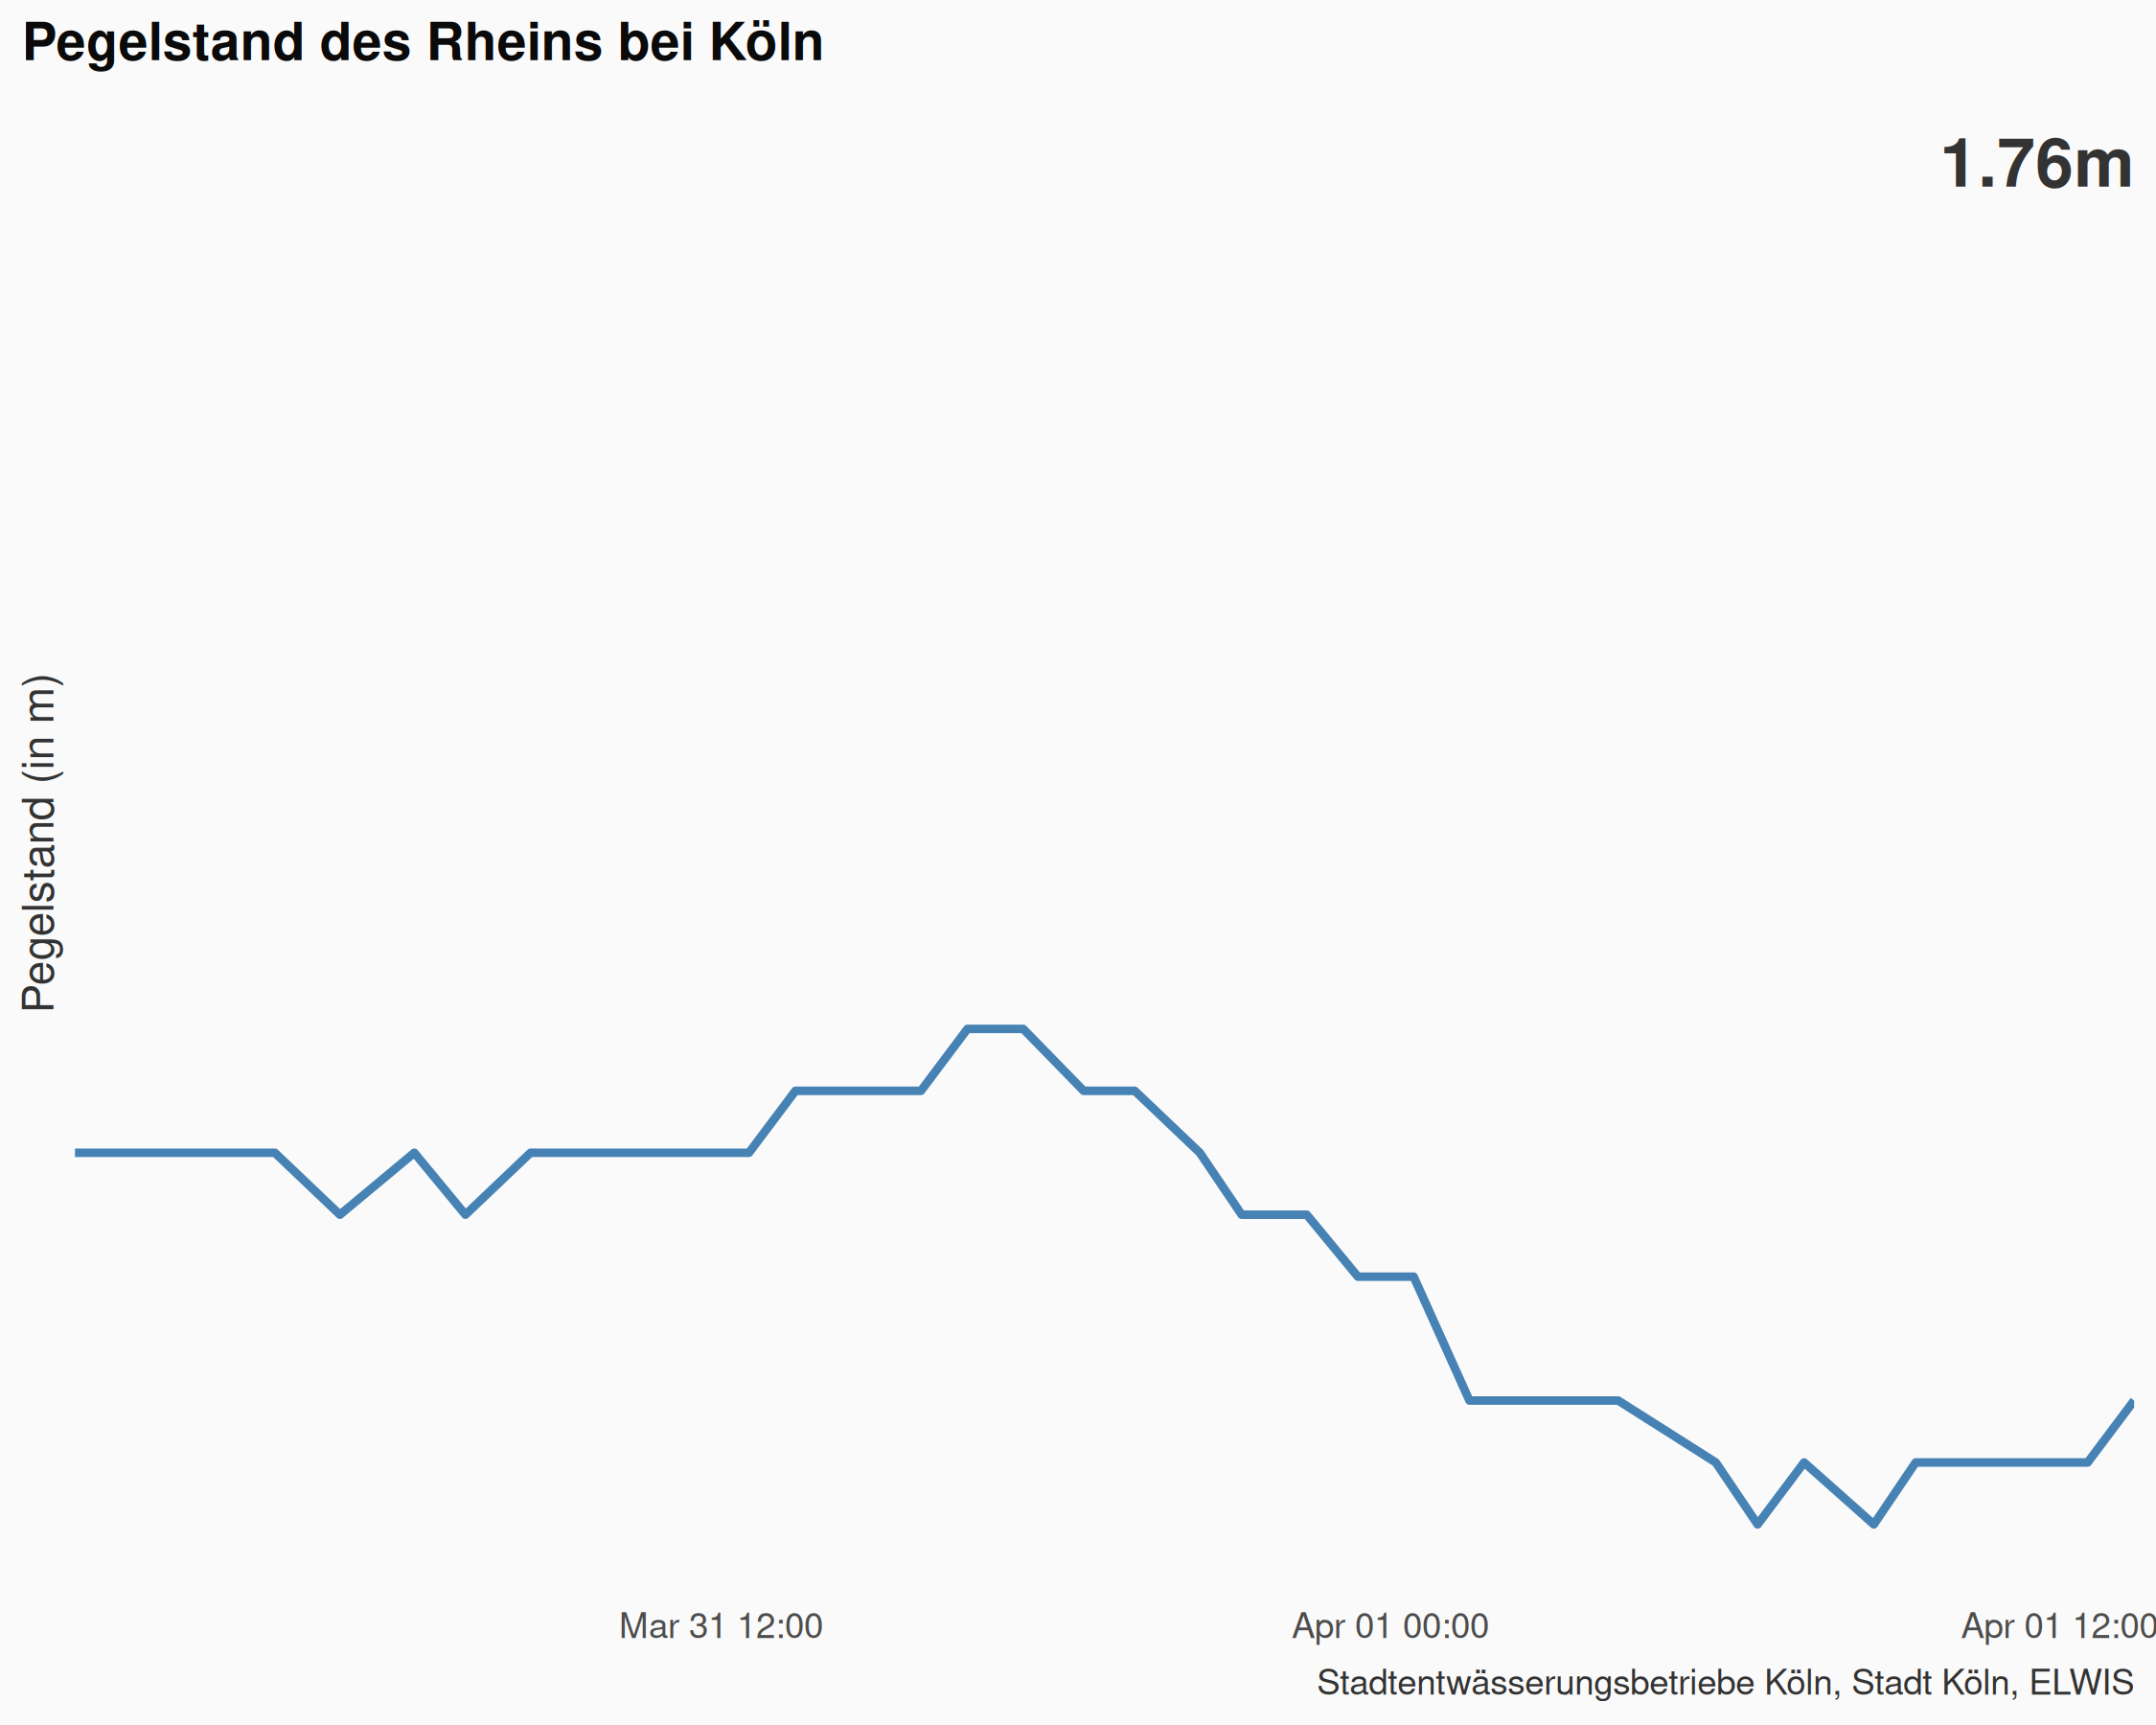 Pegelstand des Rheins bei Köln
1.76m
Pegelstand (in m)
Mar 31 12:00
Apr 01 00:00
Apr 01 12:00
Stadtentwässerungsbetriebe Köln, Stadt Köln, ELWIS